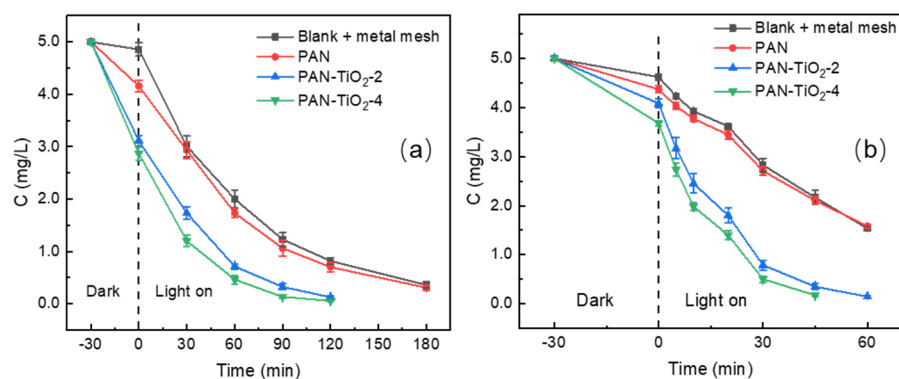 Blank + metal mesh
PAN
PAN-TiO₂-2
PAN-TiO₂-4
(a)
C (mg/L)
5.0
4.0
3.0
2.0
1.0
0.0
Dark
Light on
-30 0 30 60 90 120 150 180
Time (min)
Blank + metal mesh
PAN
PAN-TiO₂-2
PAN-TiO₂-4
(b)
C (mg/L)
5.0
4.0
3.0
2.0
1.0
0.0
Dark
Light on
-30 0 30 60
Time (min)